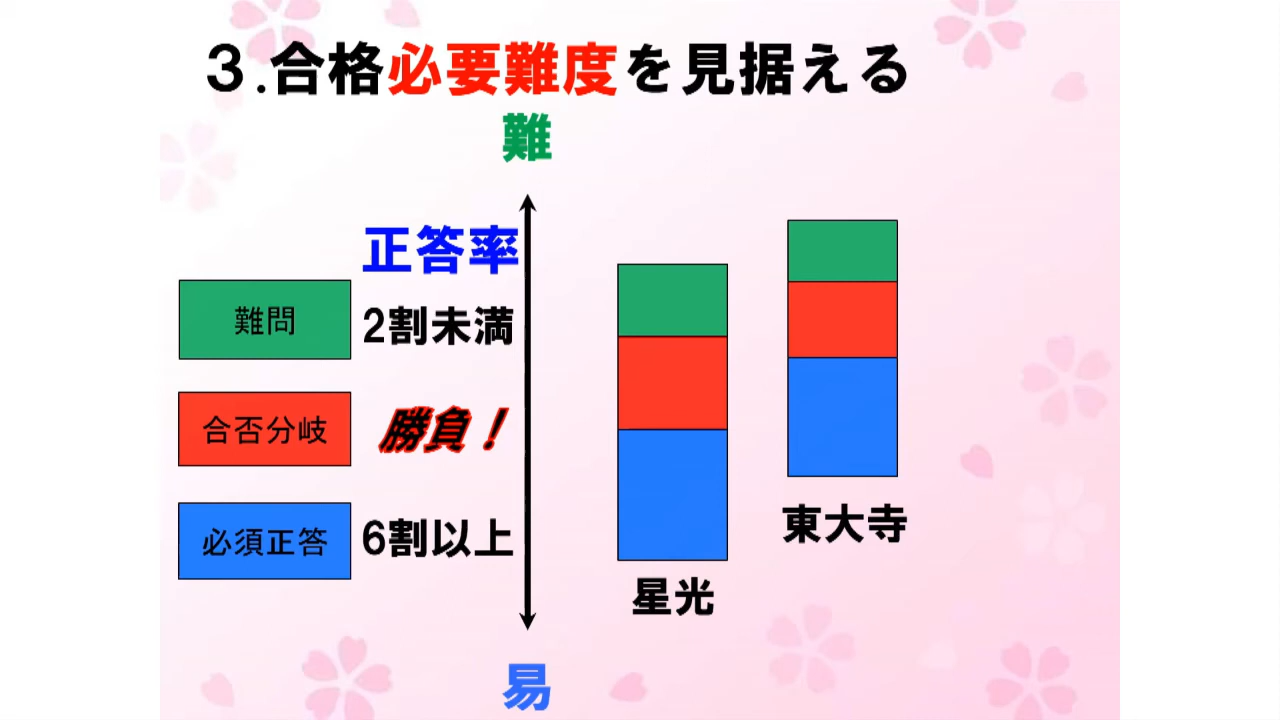 ３.合格必要難度を見据える
難
正答率
難問 2割未満
合否分岐 勝負！
必須正答 6割以上
東大寺
星光
易